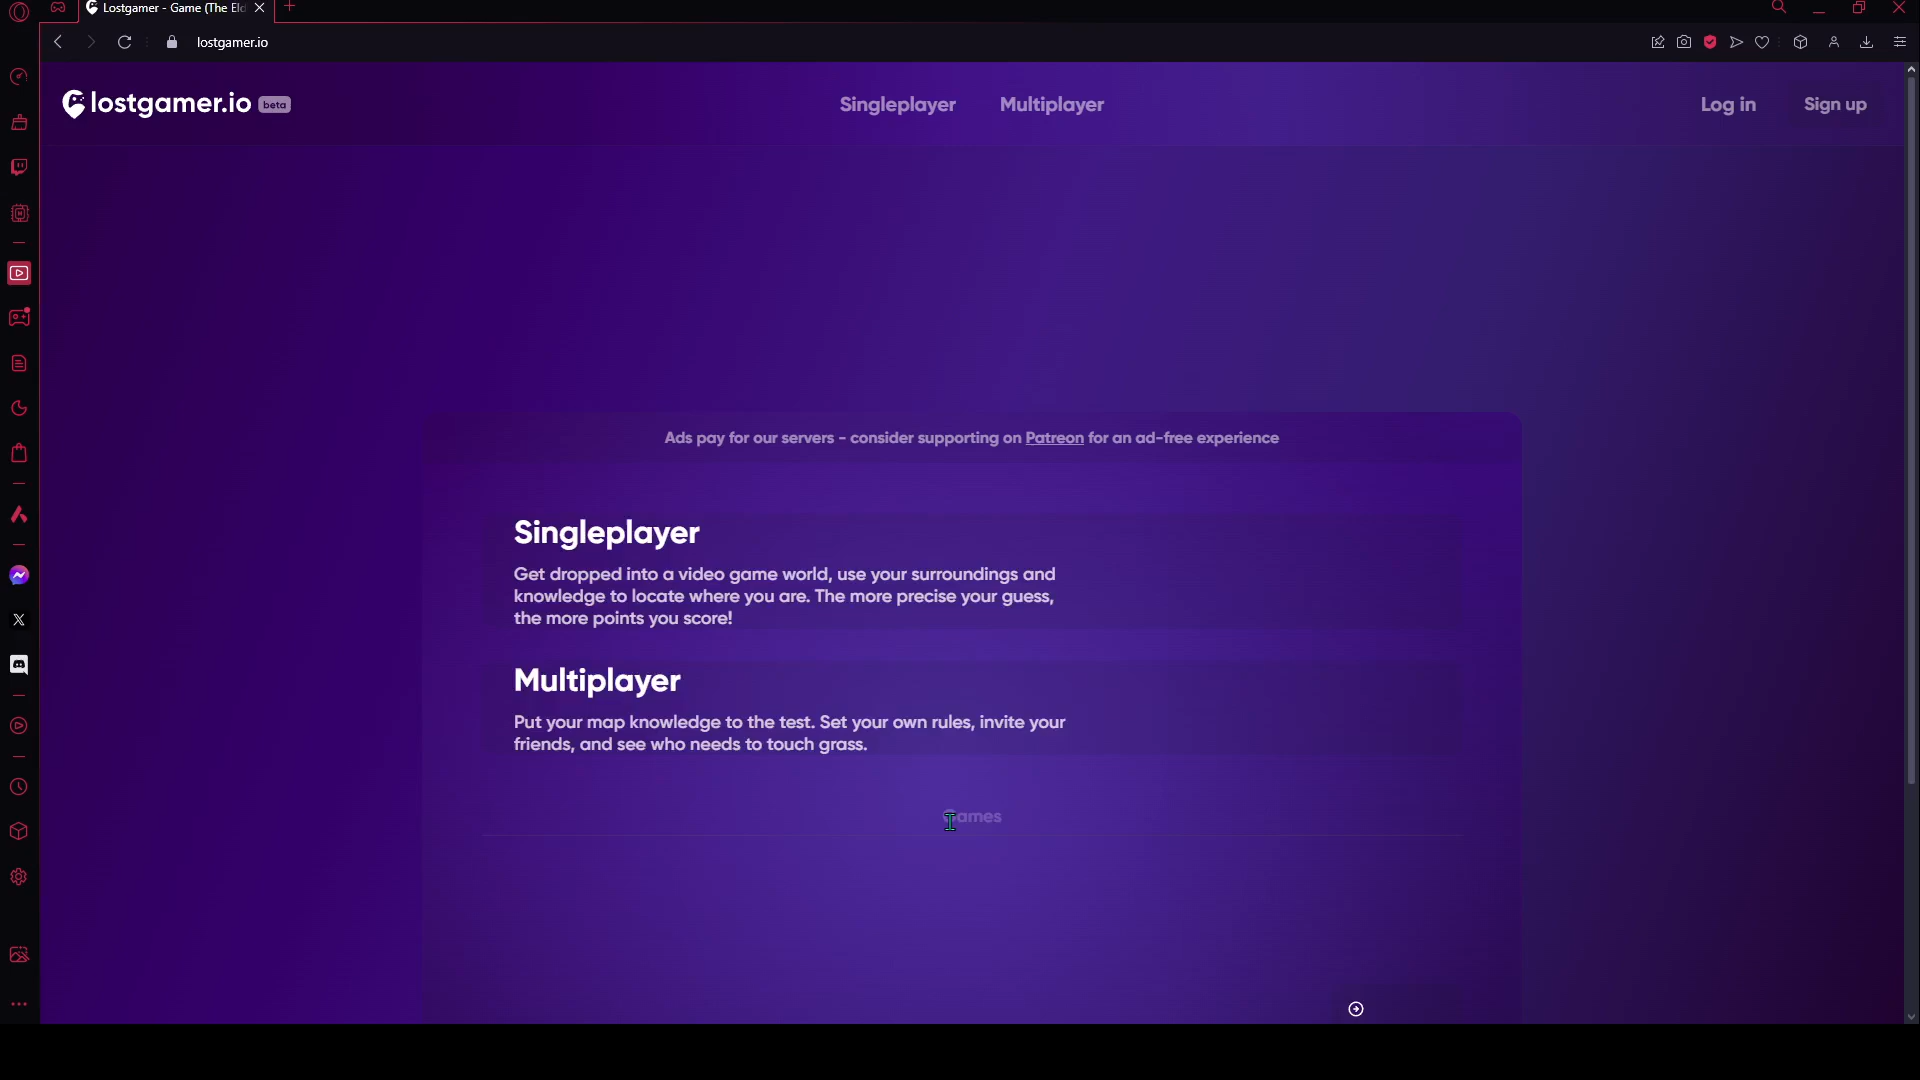 Lostgamer - Game (The Eld
lostgamer.io
lostgamer.io beta
Singleplayer
Multiplayer
Log in
Sign up
Ads pay for our servers - consider supporting on Patreon for an ad-free experience
Singleplayer
Get dropped into a video game world, use your surroundings and
knowledge to locate where you are. The more precise your guess,
the more points you score!
Multiplayer
Put your map knowledge to the test. Set your own rules, invite your
friends, and see who needs to touch grass.
Games